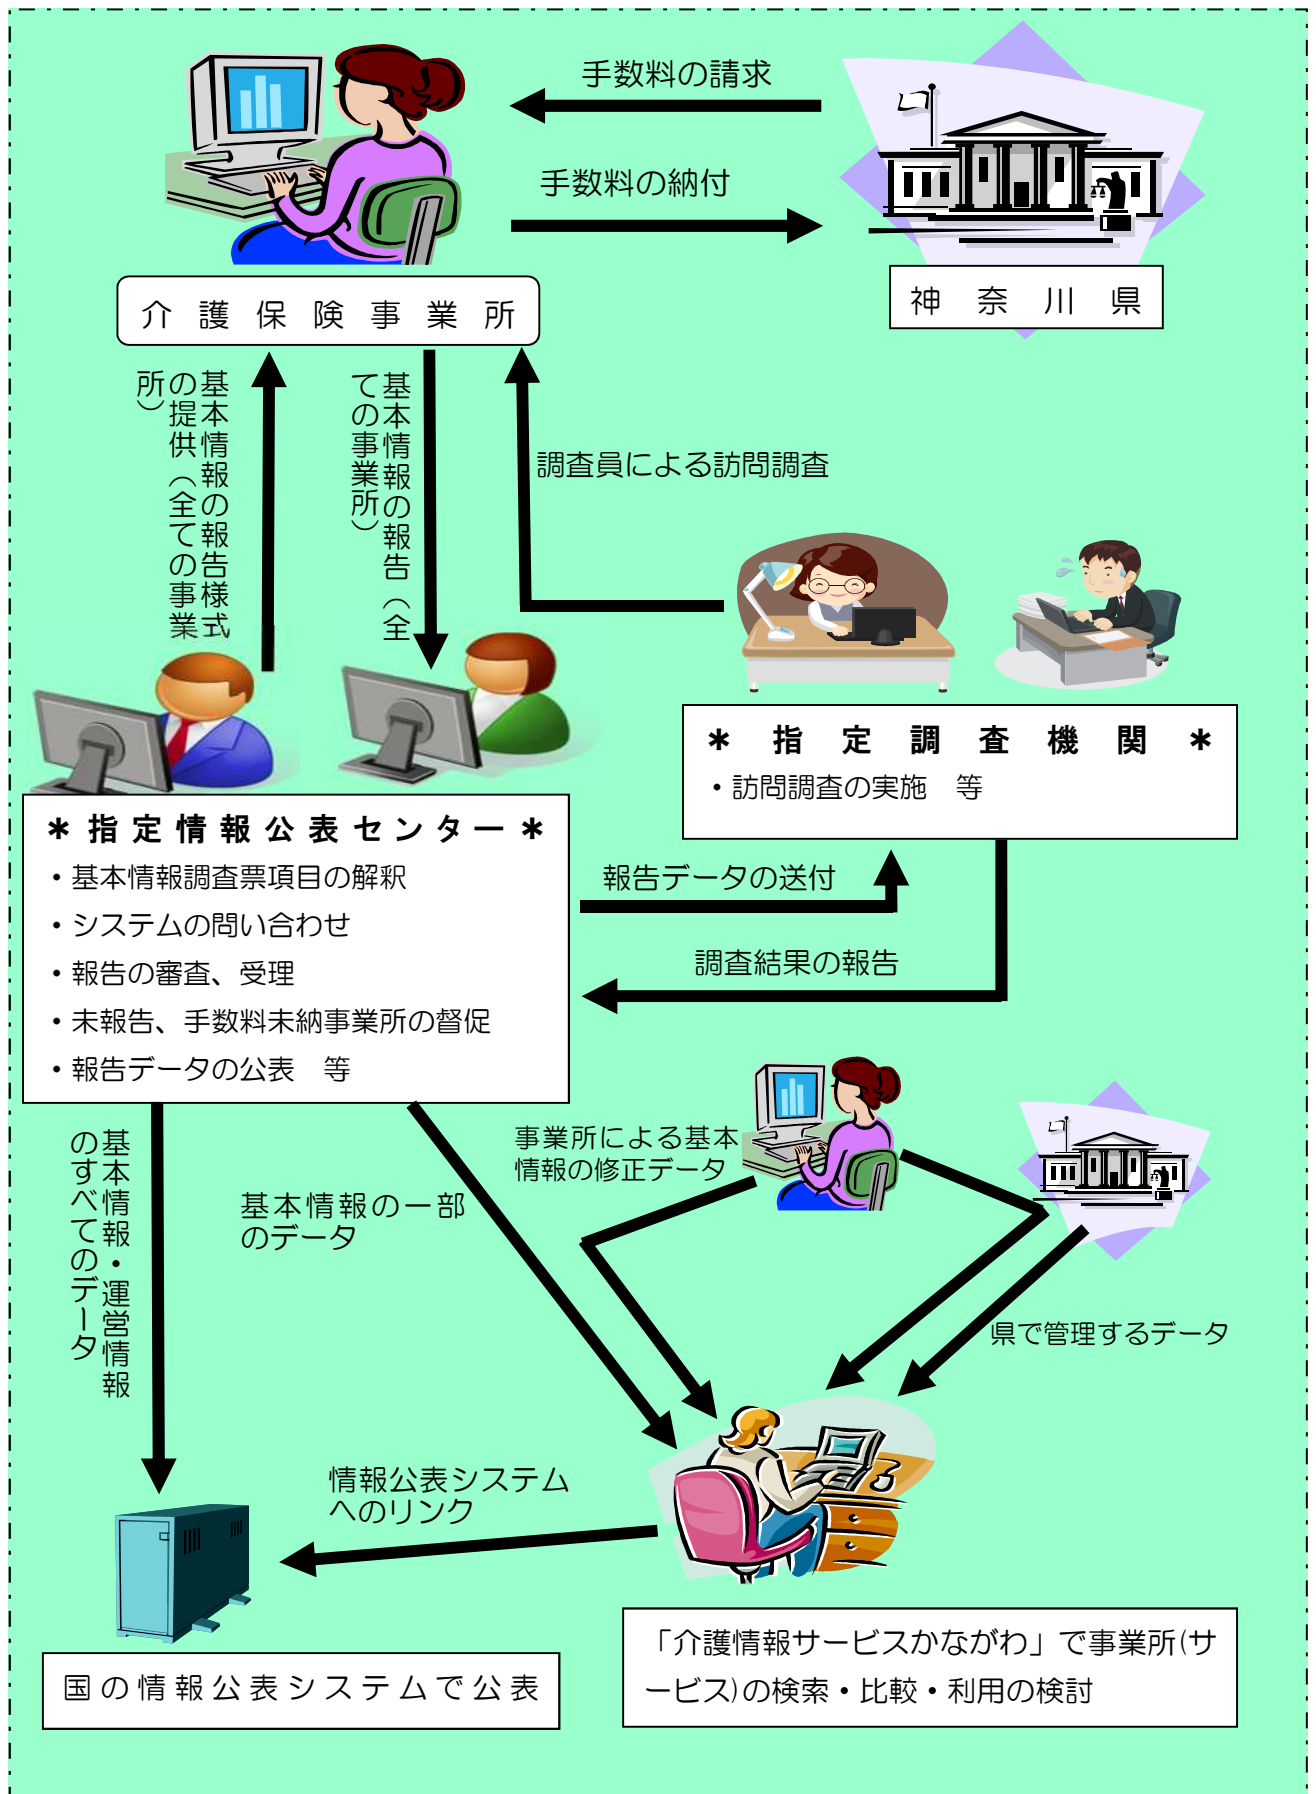 手数料の請求
手数料の納付
介護保険事業所
神奈川県
基本情報の報告様式
の提供（全ての事業
所）
基本情報の報告（全
ての事業所）
調査員による訪問調査
＊指定調査機関＊
・訪問調査の実施　等
＊指定情報公表センター＊
・基本情報調査票項目の解釈
・システムの問い合わせ
・報告の審査、受理
・未報告、手数料未納事業所の督促
・報告データの公表　等
報告データの送付
調査結果の報告
事業所による基本
情報の修正データ
基本情報の一部
のデータ
基本情報・運営情報
のすべてのデータ
県で管理するデータ
情報公表システム
へのリンク
国の情報公表システムで公表
「介護情報サービスかながわ」で事業所(サ
ービス)の検索・比較・利用の検討